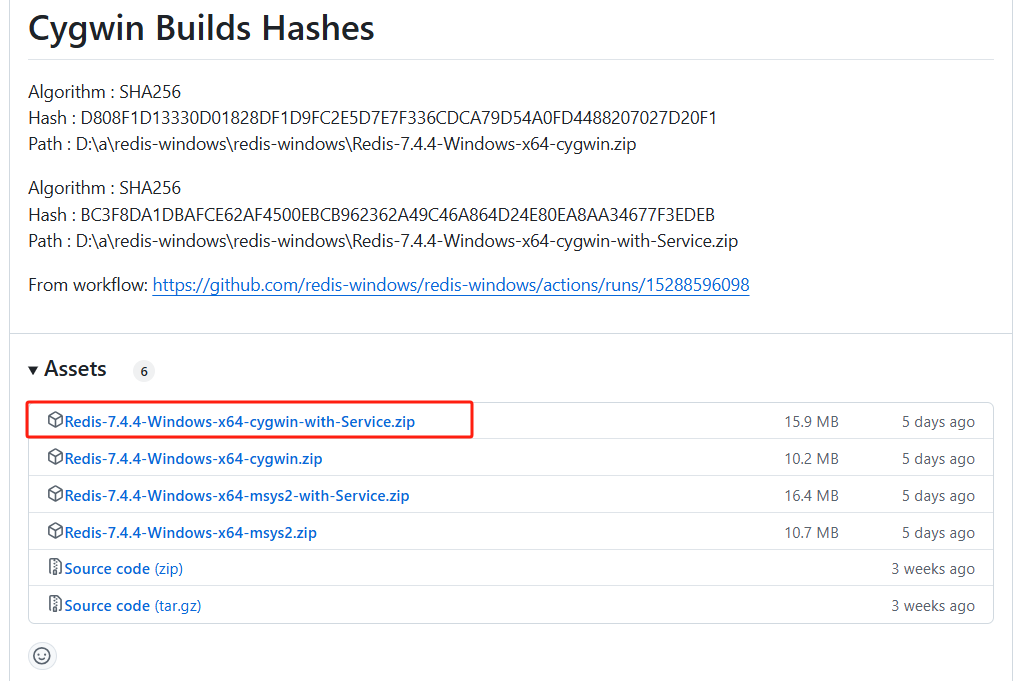 Cygwin Builds Hashes
Algorithm : SHA256
Hash : D808F1D13330D01828DF1D9FC2E5D7E7F336CDCA79D54A0FD4488207027D20F1
Path : D:\a\redis-windows\redis-windows\Redis-7.4.4-Windows-x64-cygwin.zip
Algorithm : SHA256
Hash : BC3F8DA1DBAFCE62AF4500EBCB962362A49C46A864D24E80EA8AA34677F3EDEB
Path : D:\a\redis-windows\redis-windows\Redis-7.4.4-Windows-x64-cygwin-with-Service.zip
From workflow: https://github.com/redis-windows/redis-windows/actions/runs/15288596098
Assets 6
Redis-7.4.4-Windows-x64-cygwin-with-Service.zip 15.9 MB 5 days ago
Redis-7.4.4-Windows-x64-cygwin.zip 10.2 MB 5 days ago
Redis-7.4.4-Windows-x64-msys2-with-Service.zip 16.4 MB 5 days ago
Redis-7.4.4-Windows-x64-msys2.zip 10.7 MB 5 days ago
Source code (zip) 3 weeks ago
Source code (tar.gz) 3 weeks ago